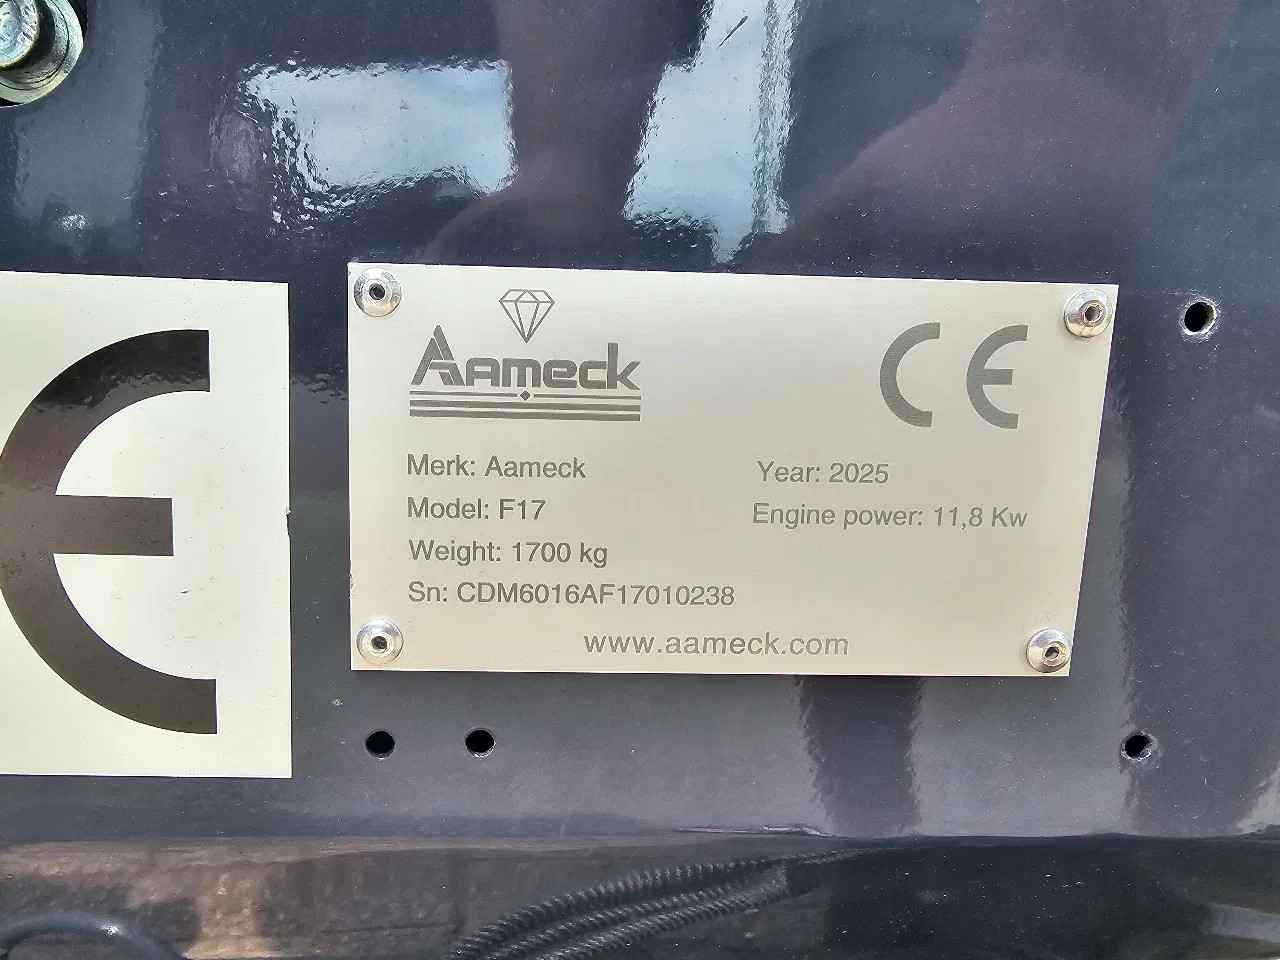 Aameck
CE
Merk: Aameck
Year: 2025
Model: F17
Engine power: 11,8 Kw
Weight: 1700 kg
Sn: CDM6016AF17010238
www.aameck.com
E